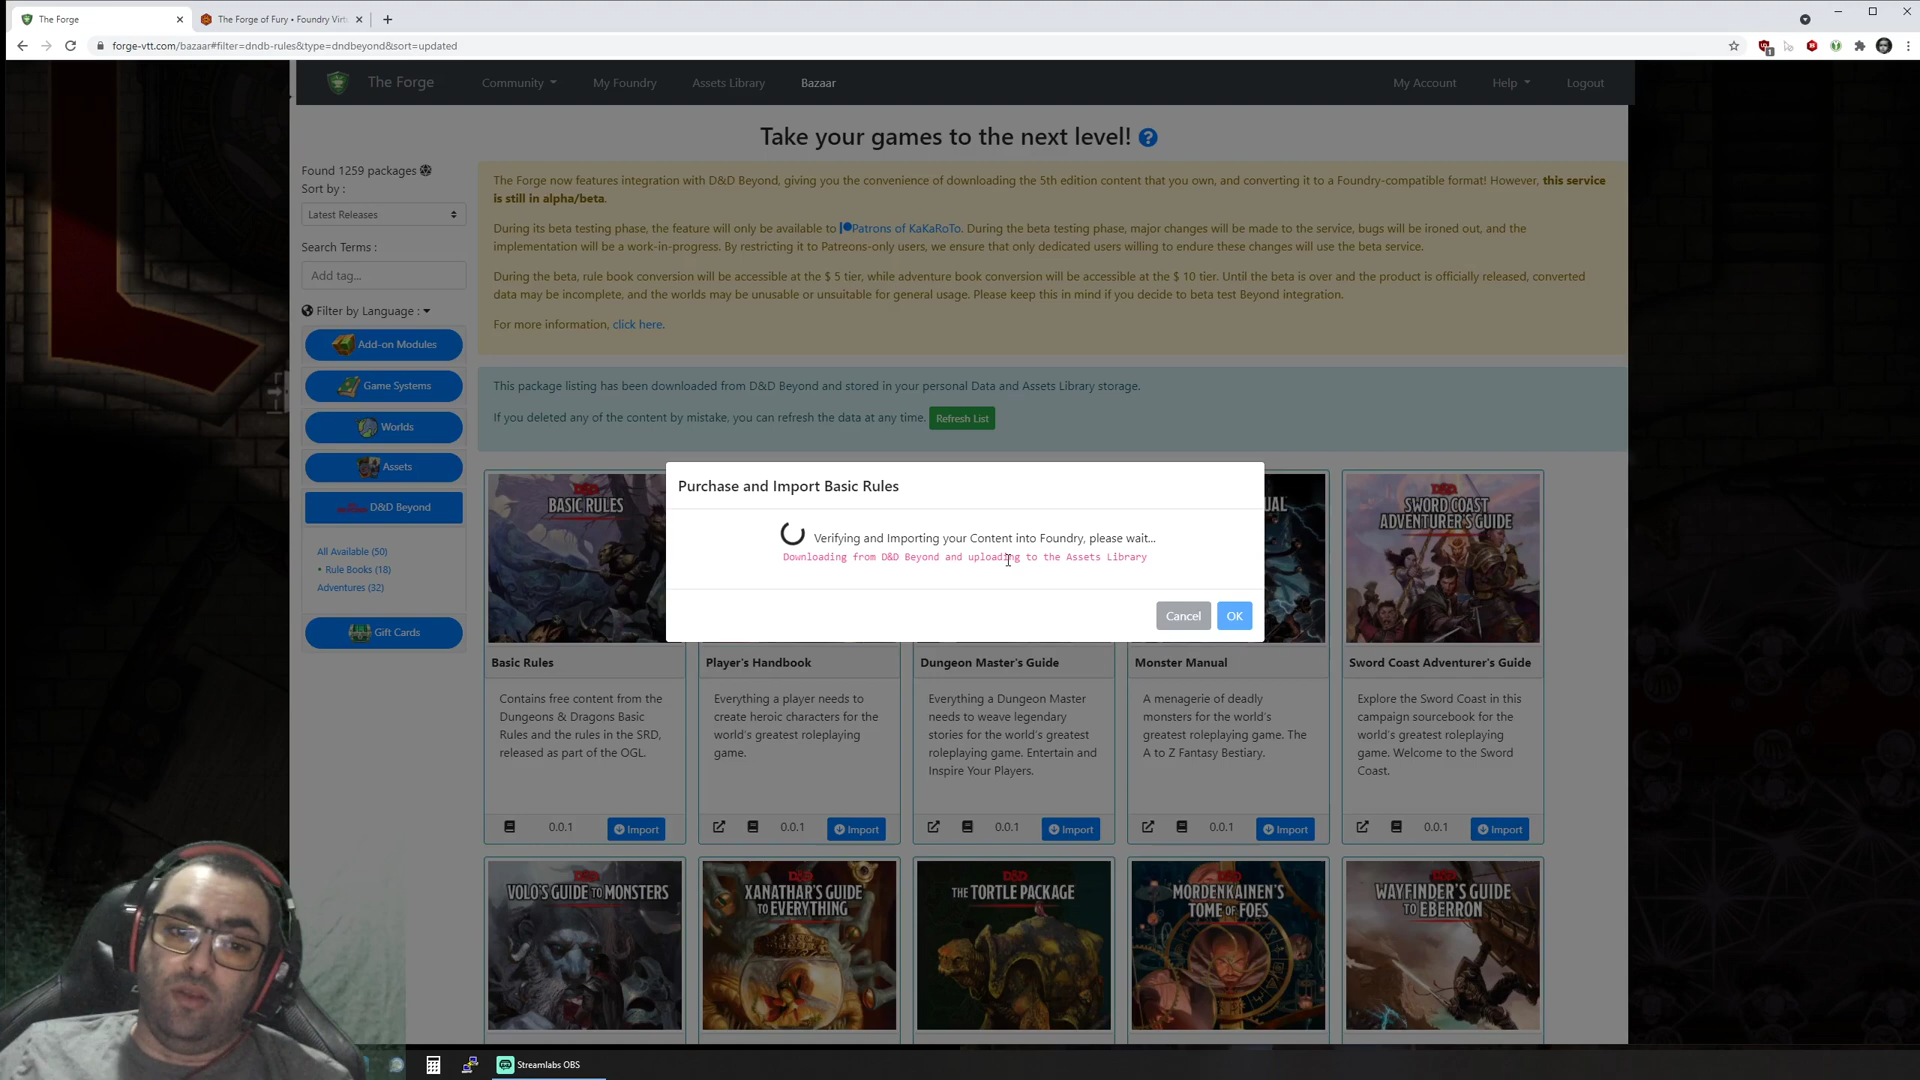 The Forge
The Forge of Fury • Foundry Virt
forge-vtt.com/bazaar#filter=dndb-rules&type=dndbeyond&sort=updated
The Forge
Community
My Foundry
Assets Library
Bazaar
My Account
Help
Logout
Take your games to the next level!
Found 1259 packages
Sort by :
Latest Releases
Search Terms :
Add tag...
Filter by Language :
Add-on Modules
Game Systems
Worlds
Assets
D&D Beyond
All Available (50)
• Rule Books (18)
Adventures (32)
Gift Cards
The Forge now features integration with D&D Beyond, giving you the convenience of downloading the 5th edition content that you own, and converting it to a Foundry-compatible format! However, this service
is still in alpha/beta.
During its beta testing phase, the feature will only be available to Patrons of KaKaRoTo. During the beta testing phase, major changes will be made to the service, bugs will be ironed out, and the
implementation will be a work-in-progress. By restricting it to Patreons-only users, we ensure that only dedicated users willing to endure these changes will use the beta service.
During the beta, rule book conversion will be accessible at the $ 5 tier, while adventure book conversion will be accessible at the $ 10 tier. Until the beta is over and the product is officially released, converted
data may be incomplete, and the worlds may be unusable or unsuitable for general usage. Please keep this in mind if you decide to beta test Beyond integration.
For more information, click here.
This package listing has been downloaded from D&D Beyond and stored in your personal Data and Assets Library storage.
If you deleted any of the content by mistake, you can refresh the data at any time. Refresh List
Purchase and Import Basic Rules
Verifying and Importing your Content into Foundry, please wait...
Downloading from D&D Beyond and uploading to the Assets Library
Cancel
OK
BASIC RULES
Basic Rules
Contains free content from the
Dungeons & Dragons Basic
Rules and the rules in the SRD,
released as part of the OGL.
0.0.1
Import
Player's Handbook
Everything a player needs to
create heroic characters for the
world's greatest roleplaying
game.
0.0.1
Import
Dungeon Master's Guide
Everything a Dungeon Master
needs to weave legendary
stories for the world's greatest
roleplaying game. Entertain and
Inspire Your Players.
0.0.1
Import
Monster Manual
A menagerie of deadly
monsters for the world's
greatest roleplaying game. The
A to Z Fantasy Bestiary.
0.0.1
Import
SWORD COAST
ADVENTURER'S GUIDE
Sword Coast Adventurer's Guide
Explore the Sword Coast in this
campaign sourcebook for the
world's greatest roleplaying
game. Welcome to the Sword
Coast.
0.0.1
Import
VOLO'S GUIDE TO MONSTERS
XANATHAR'S GUIDE
TO EVERYTHING
D&D
THE TORTLE PACKAGE
D&D
MORDENKAINEN'S
TOME OF FOES
D&D
WAYFINDER'S GUIDE
TO EBERRON
Streamlabs OBS